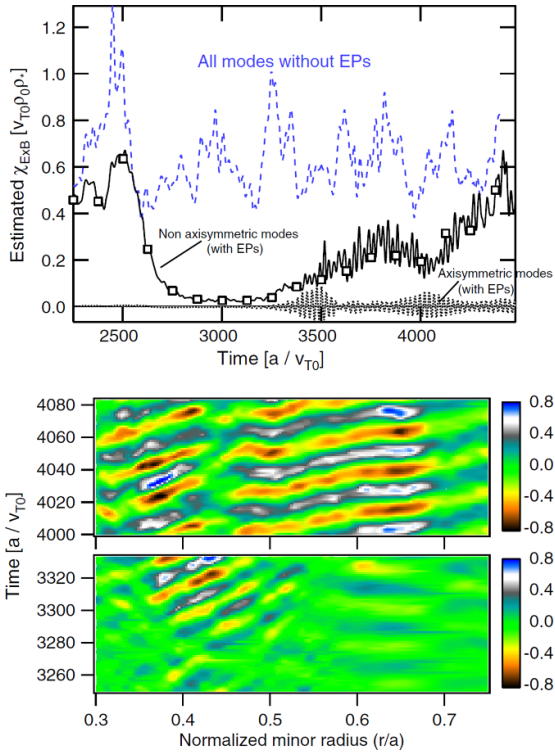 1.2
All modes without EPs
1.0
0.8
0.6
0.4
Non axisymmetric modes
(with EPs)
0.2
Axisymmetric modes
(with EPs)
0.0
Estimated χExB [vT0ρ0ρ*]
2500 3000 3500 4000
Time [a / vT0]
4080
4060
4040
4020
4000
0.8
0.4
0.0
-0.4
-0.8
Time [a / vT0]
3320
3300
3280
3260
0.8
0.4
0.0
-0.4
-0.8
0.3 0.4 0.5 0.6 0.7
Normalized minor radius (r/a)